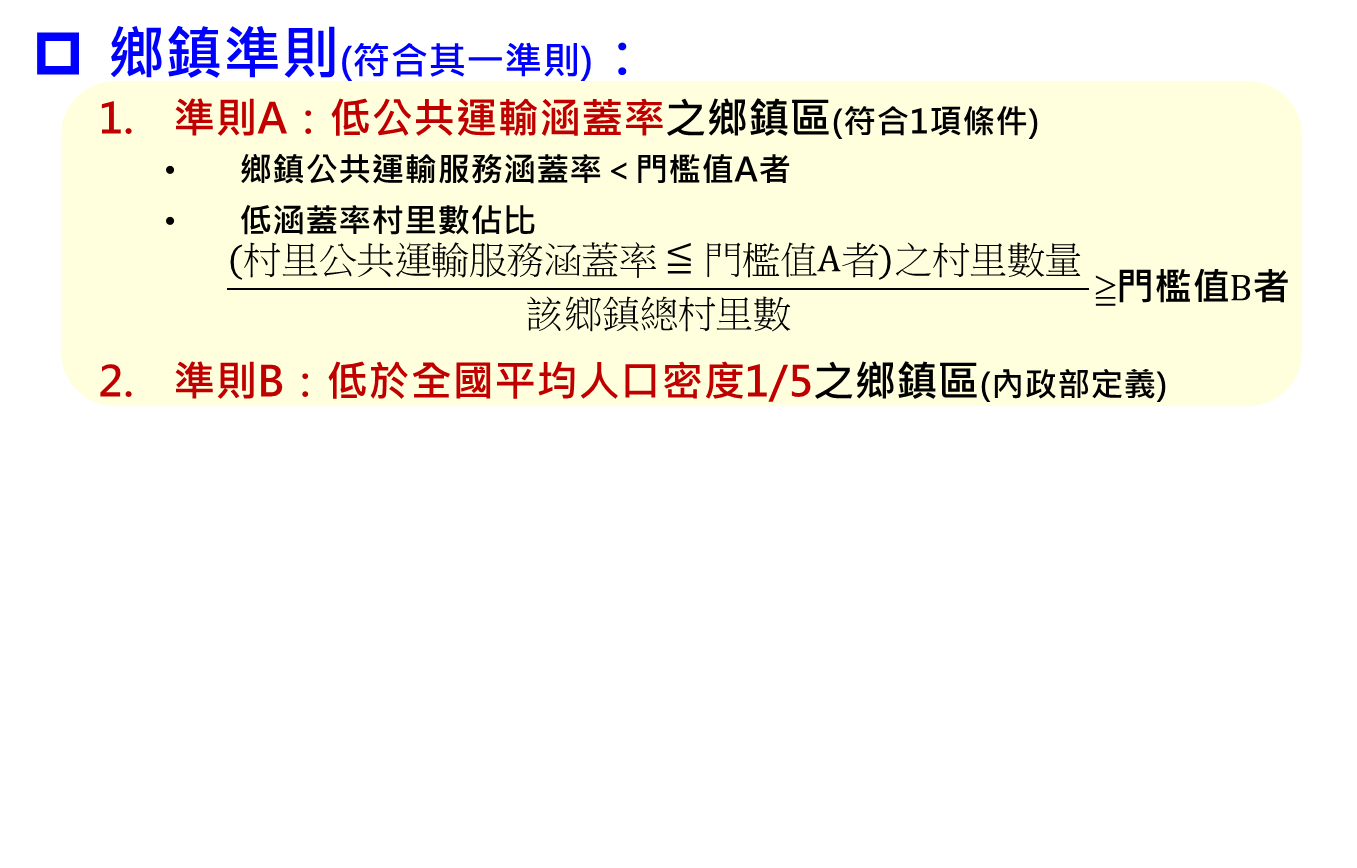 鄉鎮準則(符合其一準則)：
1. 準則A：低公共運輸涵蓋率之鄉鎮區(符合1項條件)
• 鄉鎮公共運輸服務涵蓋率＜門檻值A者
• 低涵蓋率村里數佔比
(村里公共運輸服務涵蓋率 ≦ 門檻值A者)之村里數量
該鄉鎮總村里數
≧門檻值B者
2. 準則B：低於全國平均人口密度1/5之鄉鎮區(內政部定義)